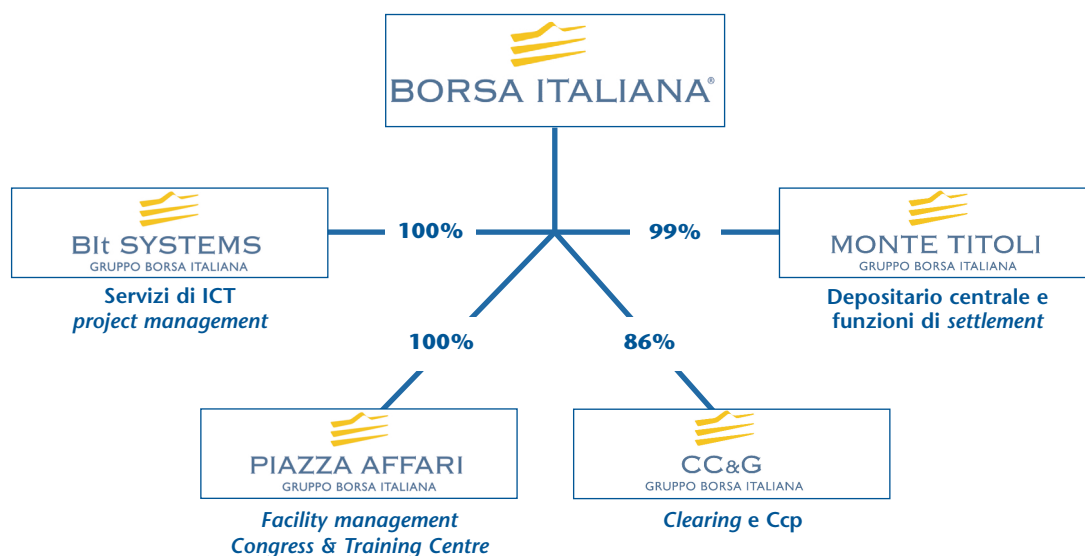 BORSA ITALIANA®
BIt SYSTEMS
GRUPPO BORSA ITALIANA
Servizi di ICT
project management
100%
99%
MONTE TITOLI
GRUPPO BORSA ITALIANA
Depositario centrale e
funzioni di settlement
100%
86%
PIAZZA AFFARI
GRUPPO BORSA ITALIANA
Facility management
Congress & Training Centre
CC&G
GRUPPO BORSA ITALIANA
Clearing e Ccp